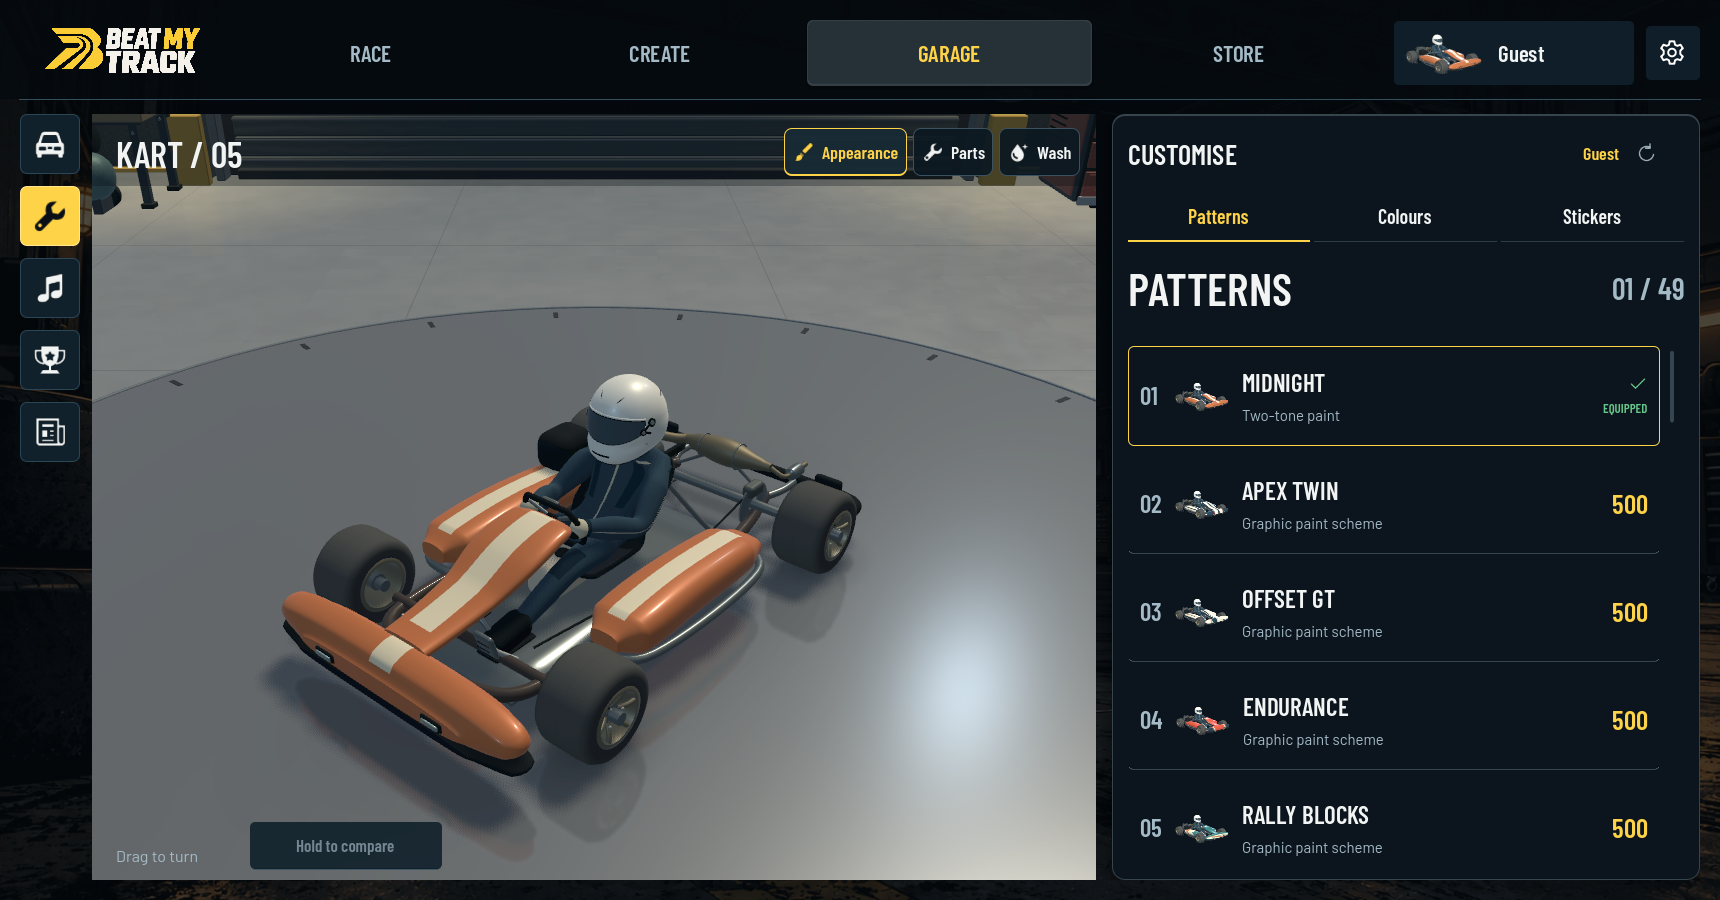 BEAT MY
TRACK
RACE
CREATE
GARAGE
STORE
Guest
KART / 05
Appearance
Parts
Wash
Drag to turn
Hold to compare
CUSTOMISE
Guest
Patterns
Colours
Stickers
PATTERNS
01 / 49
01
MIDNIGHT
Two-tone paint
EQUIPPED
02
APEX TWIN
Graphic paint scheme
500
03
OFFSET GT
Graphic paint scheme
500
04
ENDURANCE
Graphic paint scheme
500
05
RALLY BLOCKS
Graphic paint scheme
500